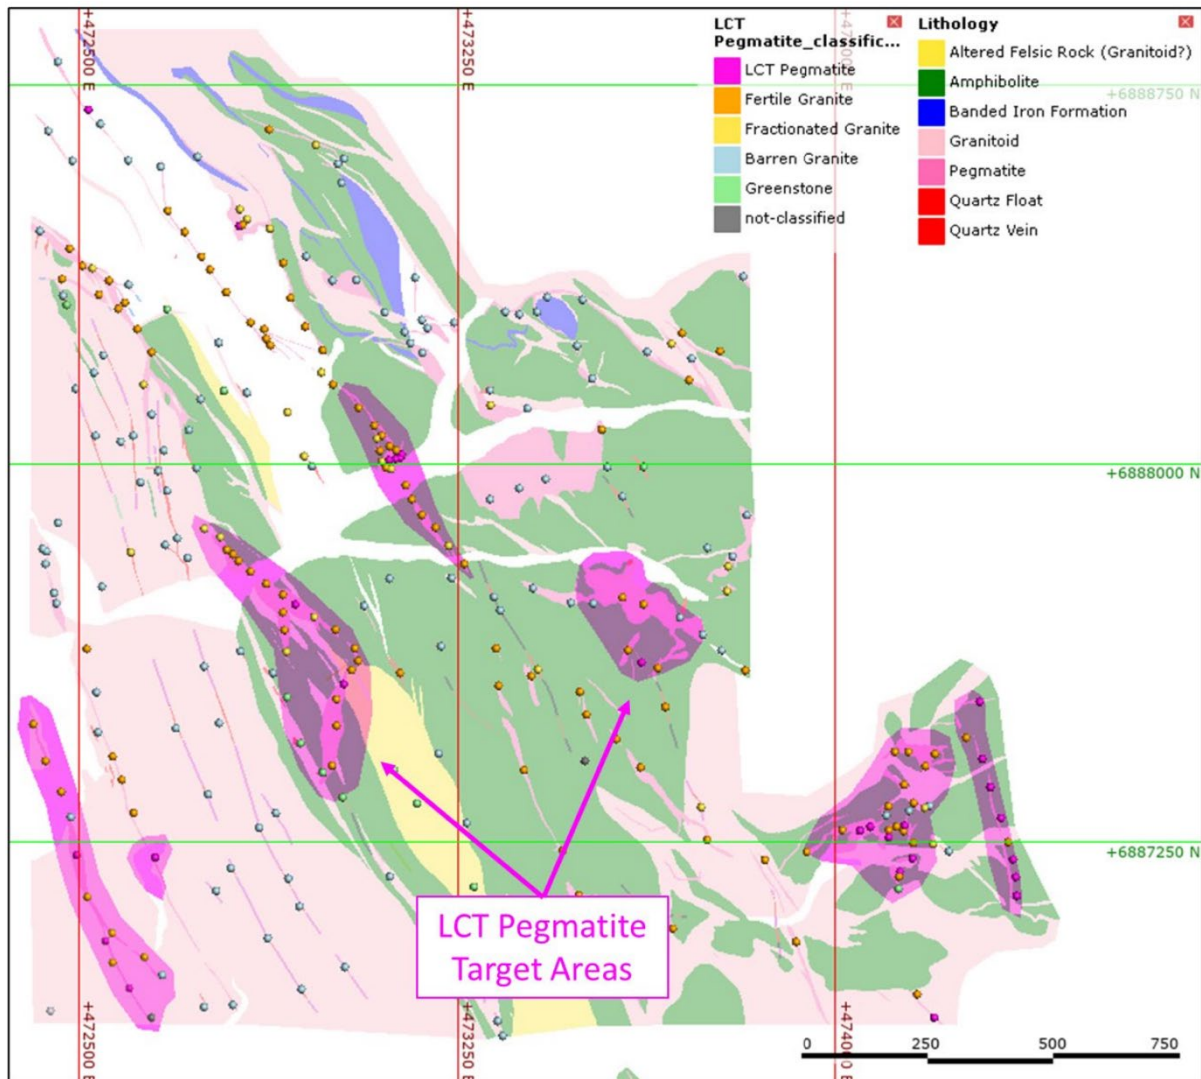 +472500 E
+473250 E
+474000 E
LCT
Pegmatite_classific...
LCT Pegmatite
Fertile Granite
Fractionated Granite
Barren Granite
Greenstone
not-classified
Lithology
Altered Felsic Rock (Granitoid?)
Amphibolite
Banded Iron Formation
Granitoid
Pegmatite
Quartz Float
Quartz Vein
+6888750 N
+6888000 N
+6887250 N
LCT Pegmatite
Target Areas
+472500 E
+473250 E
+474000 E
0 250 500 750